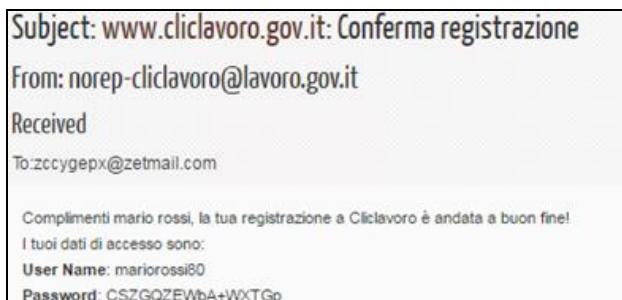 Subject: www.cliclavoro.gov.it: Conferma registrazione
From: norep-cliclavoro@lavoro.gov.it
Received
To:zccygepx@zetmail.com
Complimenti mario rossi, la tua registrazione a Cliclavoro è andata a buon fine!
I tuoi dati di accesso sono:
User Name: mariorossi80
Password: CSZGQZEWbA+WXTGp